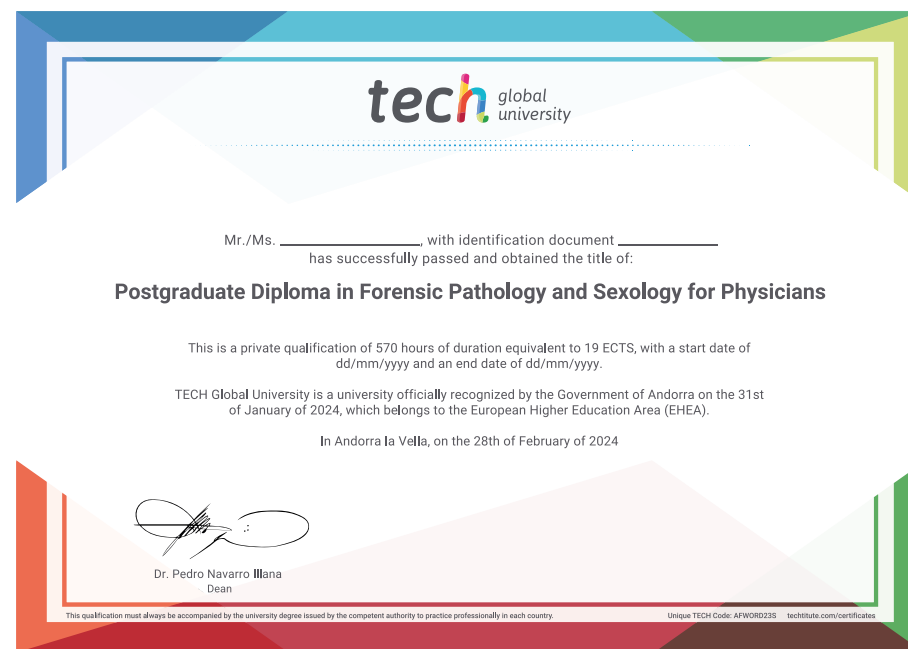 tech global university
Mr./Ms. ____________________, with identification document ______________
has successfully passed and obtained the title of:
Postgraduate Diploma in Forensic Pathology and Sexology for Physicians
This is a private qualification of 570 hours of duration equivalent to 19 ECTS, with a start date of
dd/mm/yyyy and an end date of dd/mm/yyyy.
TECH Global University is a university officially recognized by the Government of Andorra on the 31st
of January of 2024, which belongs to the European Higher Education Area (EHEA).
In Andorra la Vella, on the 28th of February of 2024
Dr. Pedro Navarro Illana
Dean
This qualification must always be accompanied by the university degree issued by the competent authority to practice professionally in each country.
Unique TECH Code: AFWORD23S techtitute.com/certificates